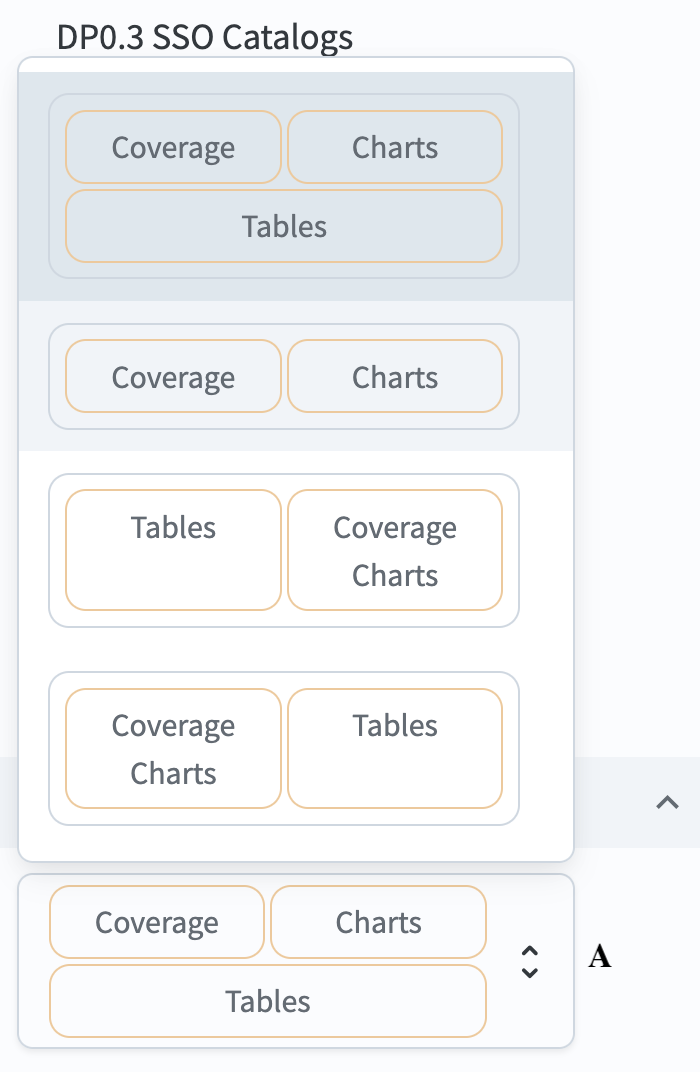 DP0.3 SSO Catalogs
Coverage Charts
Tables
Coverage Charts
Tables
Coverage
Charts
Coverage
Charts
Tables
Coverage Charts
Tables
A